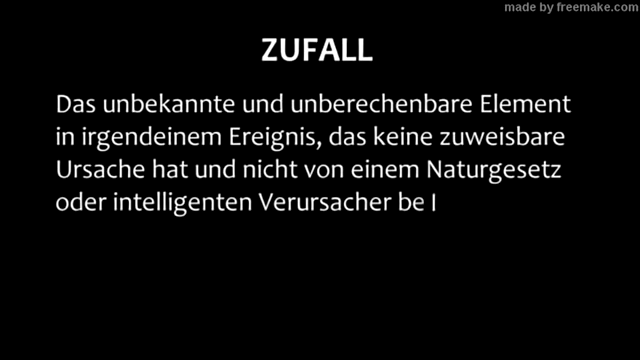 made by freemake.com
ZUFALL
Das unbekannte und unberechenbare Element
in irgendeinem Ereignis, das keine zuweisbare
Ursache hat und nicht von einem Naturgesetz
oder intelligenten Verursacher be